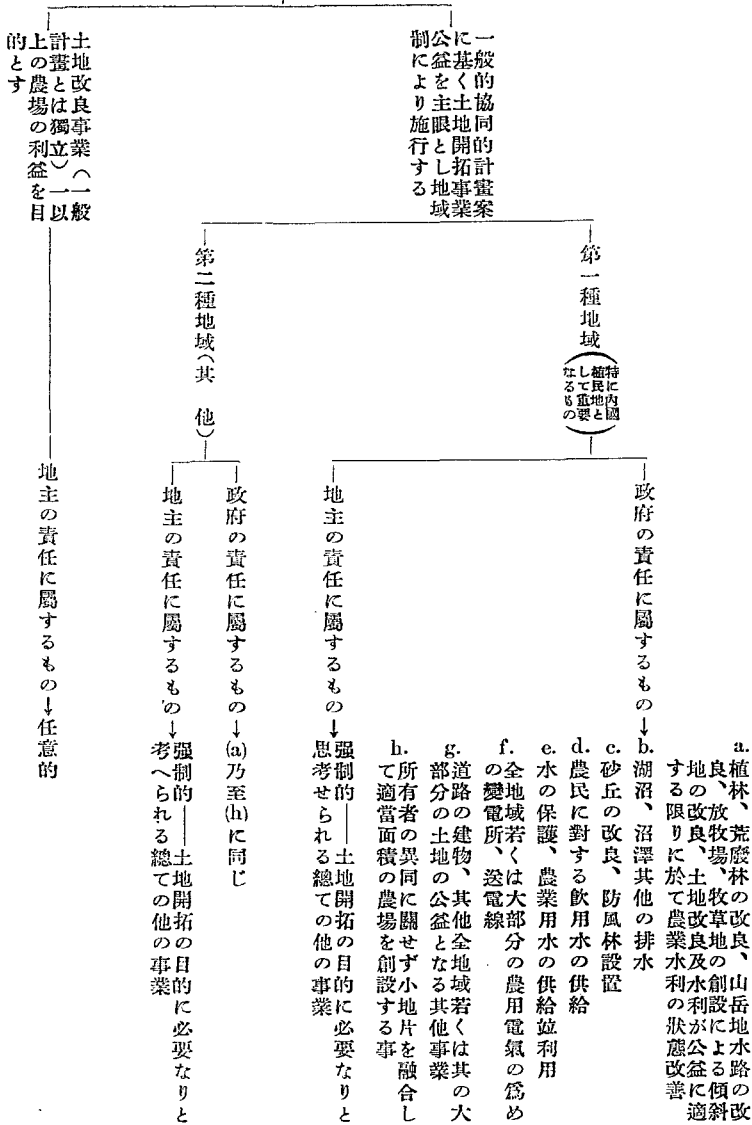 一般的協同的計畫案
に基く土地開拓事業
公益を主眼とし地域
制により施行する
第一種地域
特に內國
植民地と
して重要
なるもの
政府の責任に屬するもの→
a. 植林、荒廢林の改良、山岳地水路の改
良、放牧場、牧草地の創設による傾斜
地の改良、土地改良及水利が公益に適
する限りに於て農業水利の狀態改善
b. 湖沼、沼澤其他の排水
c. 砂丘の改良、防風林設置
d. 農民に對する飮用水の供給
e. 水の保護、農業用水の供給竝利用
f. 全地域若くは大部分の農用電氣の爲め
の變電所、送電線
g. 道路の建物、其他全地域若くは其の大
部分の土地の公益となる其他事業
h. 所有者の異同に關せず小地片を融合し
て適當面積の農場を創設する事
地主の責任に屬するもの→
强制的——土地開拓の目的に必要なりと
思考せられる總ての他の事業
第二種地域(其 他)
政府の責任に屬するもの→(a)乃至(h)に同じ
地主の責任に屬するもの→
强制的——土地開拓の目的に必要なりと
考へられる總ての他の事業
土地改良事業(一般
計畫とは獨立)一以
上の農場の利益を目
的とす
地主の責任に屬するもの→任意的